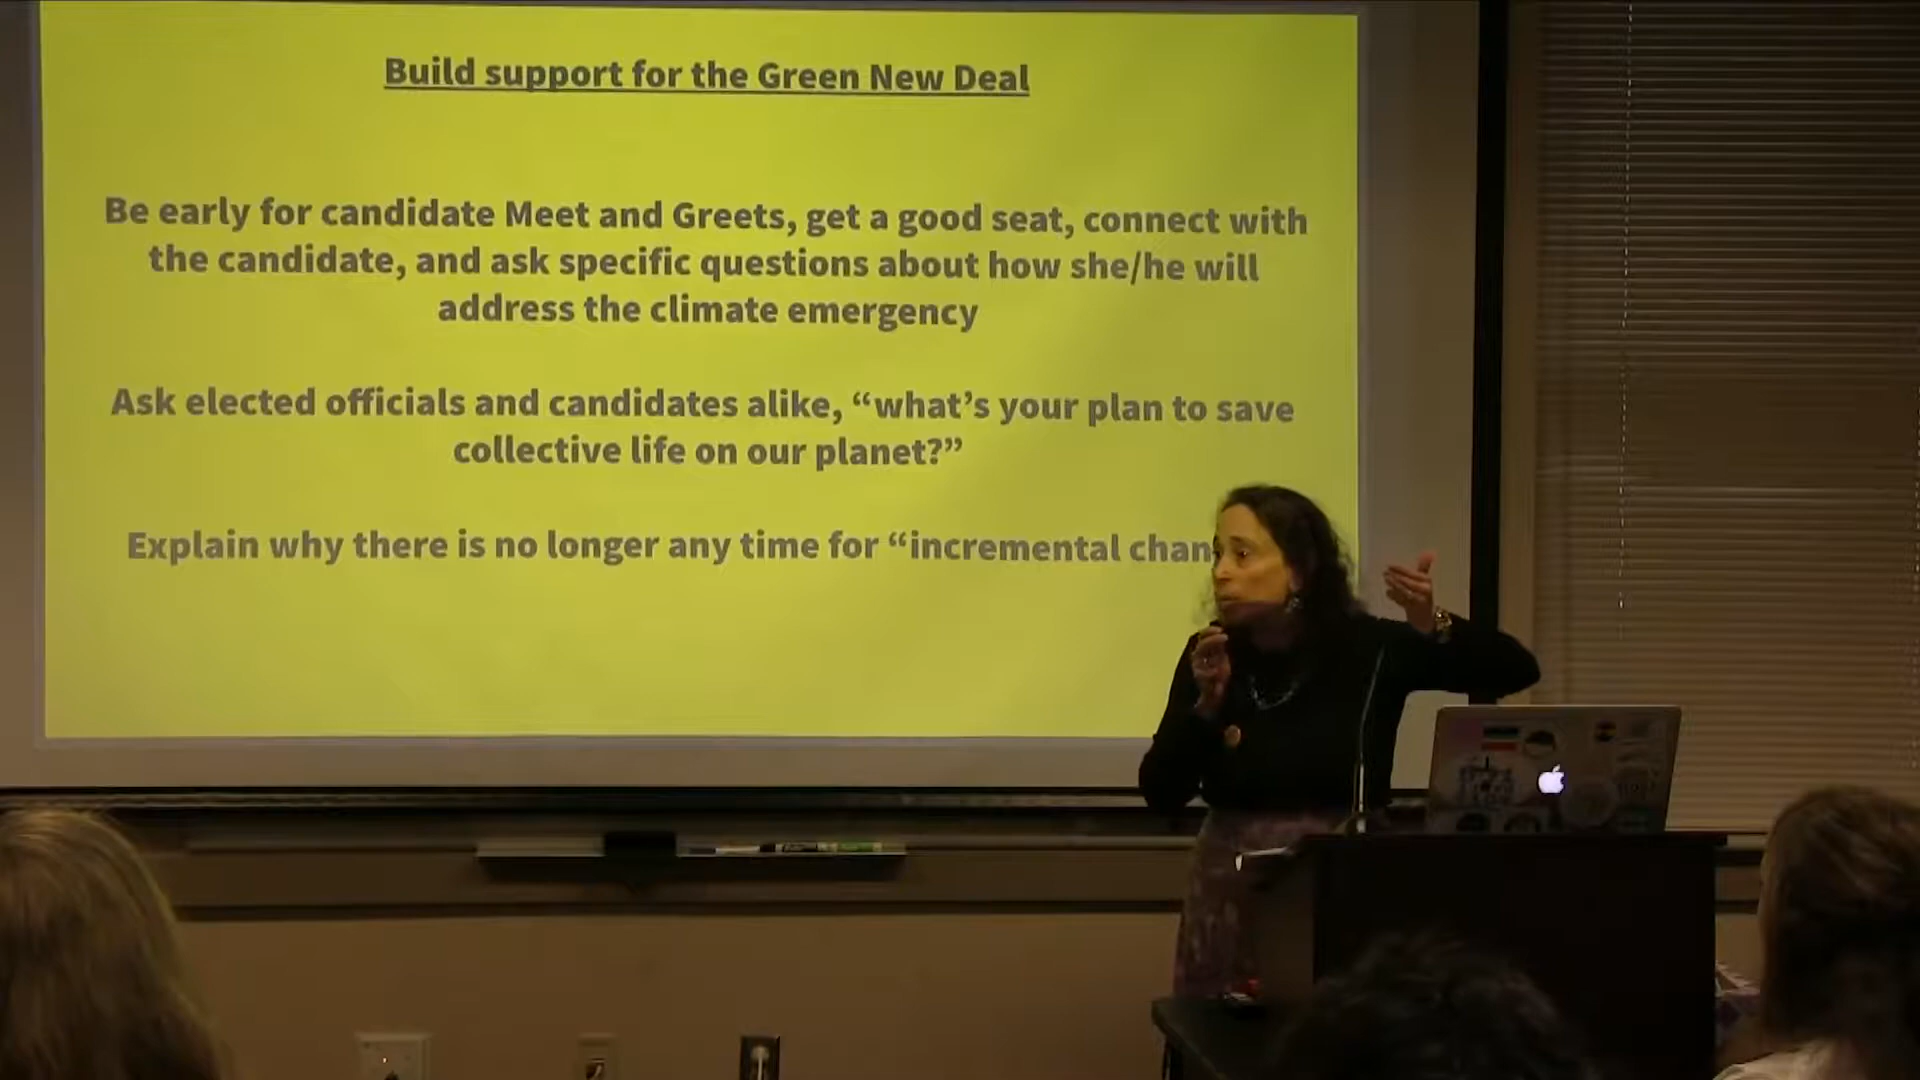 Build support for the Green New Deal
Be early for candidate Meet and Greets, get a good seat, connect with
the candidate, and ask specific questions about how she/he will
address the climate emergency
Ask elected officials and candidates alike, “what’s your plan to save
collective life on our planet?”
Explain why there is no longer any time for “incremental chan